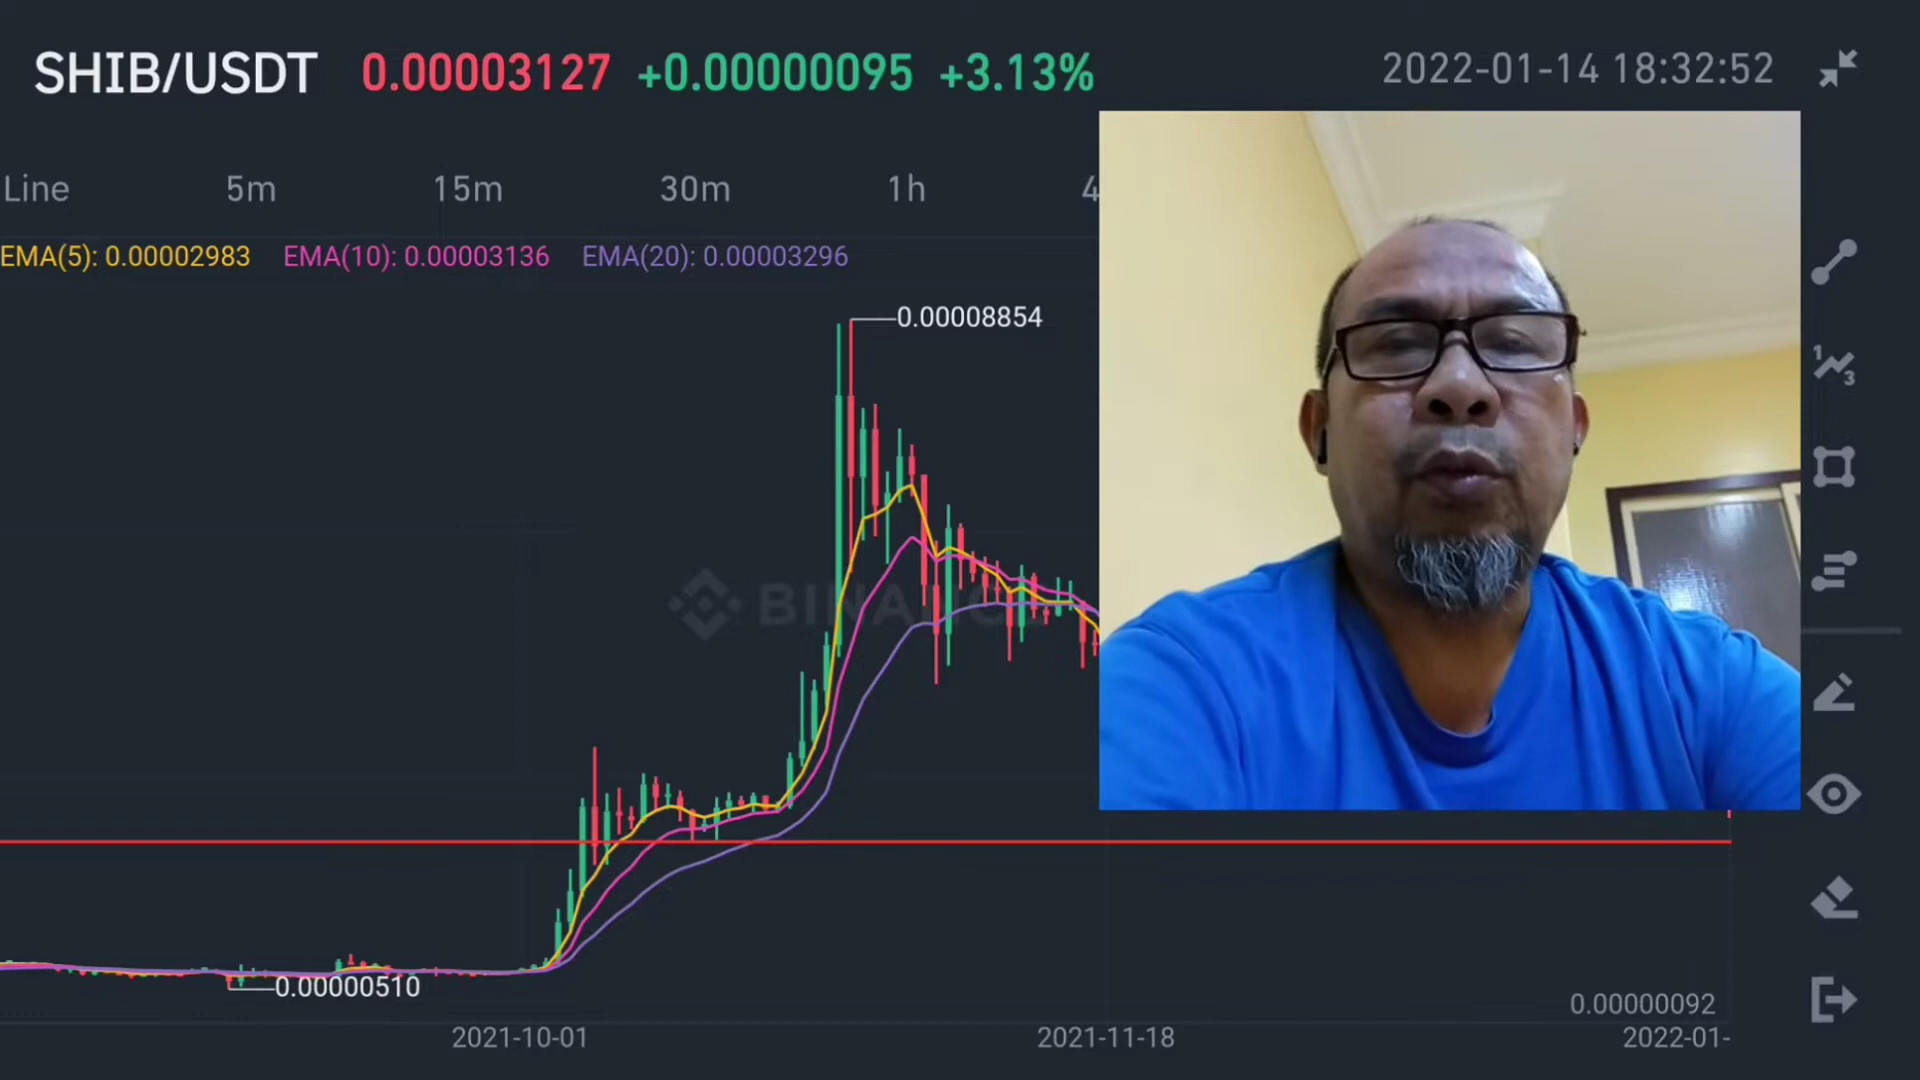 SHIB/USDT 0.00003127 +0.00000095 +3.13% 2022-01-14 18:32:52
Line 5m 15m 30m 1h 4
EMA(5): 0.00002983 EMA(10): 0.00003136 EMA(20): 0.00003296
0.00008854
BINANCE
0.00000510
0.00000092
2021-10-01 2021-11-18 2022-01-